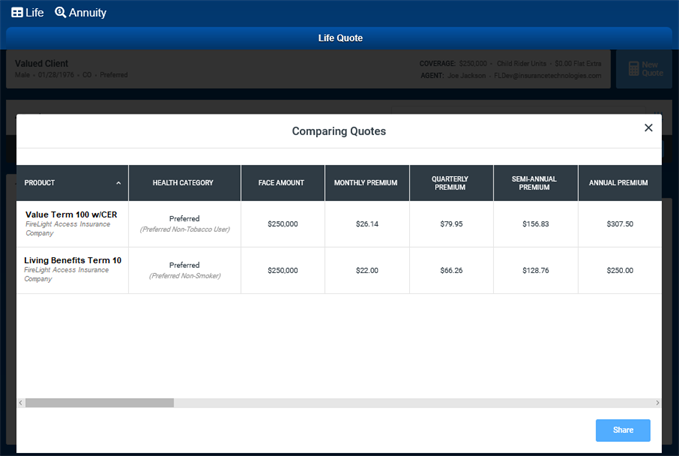 Life Annuity
Life Quote
Valued Client
Male • 01/28/1976 • CO • Preferred
COVERAGE: $250,000 • Child Rider Units • $0.00 Flat Extra
AGENT: Joe Jackson • FLDev@insurancetechnologies.com
New
Quote
Comparing Quotes
PRODUCT HEALTH CATEGORY FACE AMOUNT MONTHLY PREMIUM QUARTERLY PREMIUM SEMI-ANNUAL PREMIUM ANNUAL PREMIUM
Value Term 100 w/CER
FireLight Access Insurance
Company
Preferred
(Preferred Non-Tobacco User)
$250,000 $26.14 $79.95 $156.83 $307.50
Living Benefits Term 10
FireLight Access Insurance
Company
Preferred
(Preferred Non-Smoker)
$250,000 $22.00 $66.26 $128.76 $250.00
Share